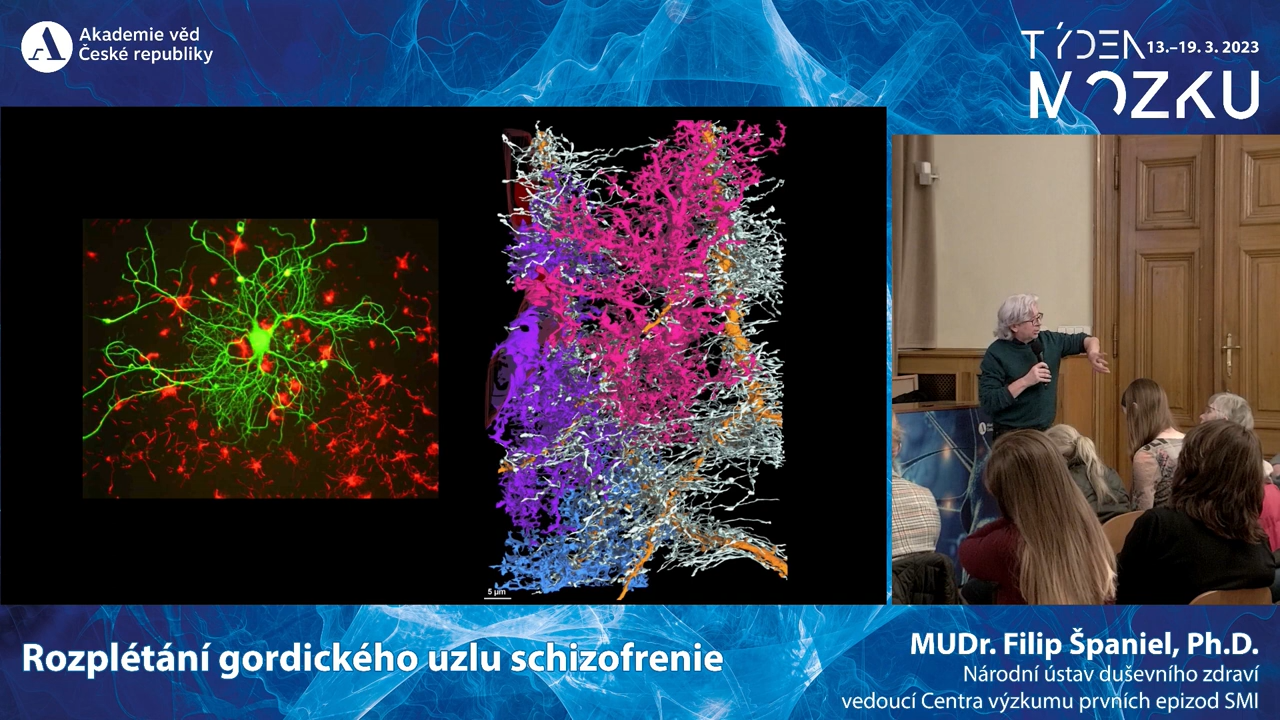 Akademie věd
České republiky
TÝDEN 13.–19. 3. 2023
MOZKU
5 µm
Rozplétání gordického uzlu schizofrenie
MUDr. Filip Španiel, Ph.D.
Národní ústav duševního zdraví
vedoucí Centra výzkumu prvních epizod SMI